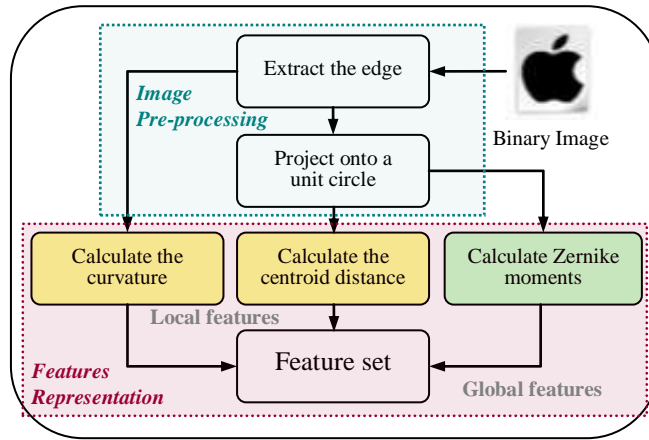 Extract the edge
Image
Pre-processing
Binary Image
Project onto a
unit circle
Calculate the
curvature
Calculate the
centroid distance
Calculate Zernike
moments
Local features
Feature set
Features
Representation
Global features